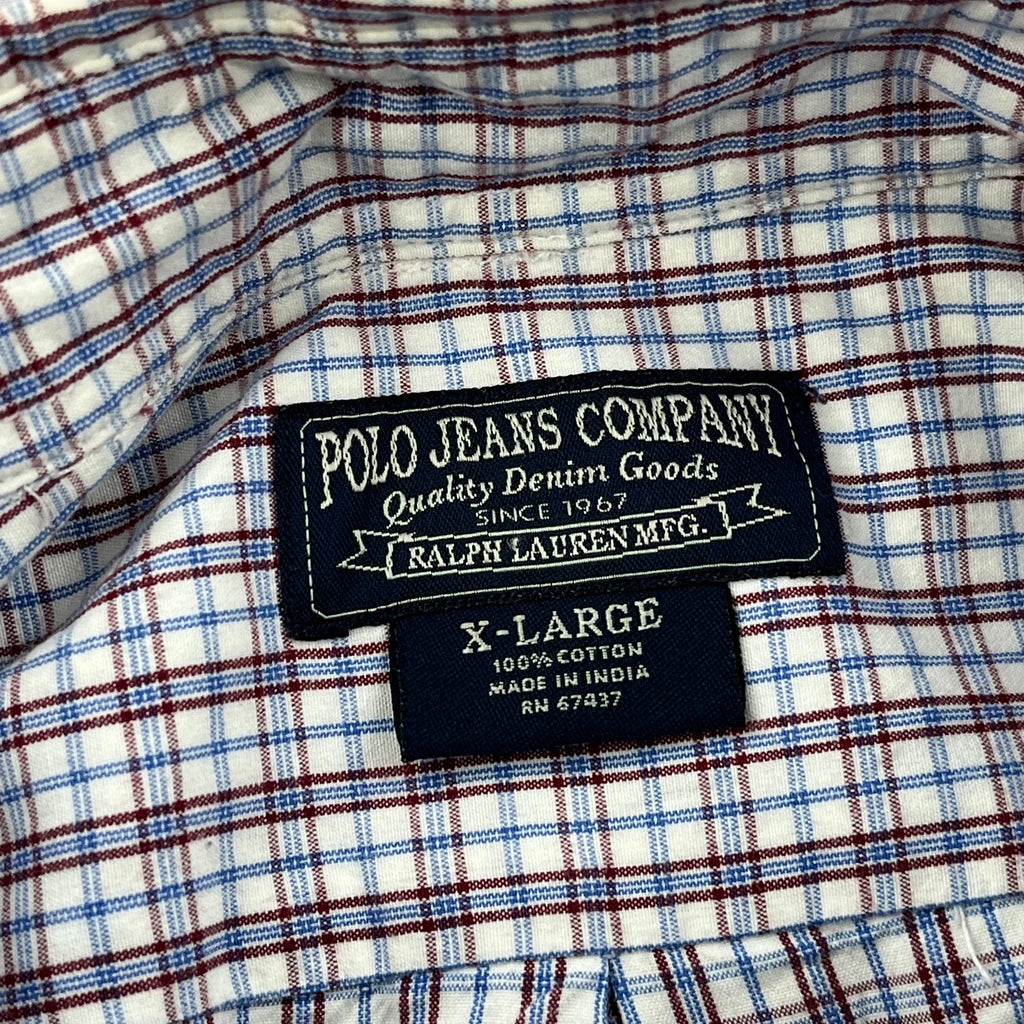 POLO JEANS COMPANY
Quality Denim Goods
SINCE 1967
RALPH LAUREN MFG.
X-LARGE
100% COTTON
MADE IN INDIA
RN 67437